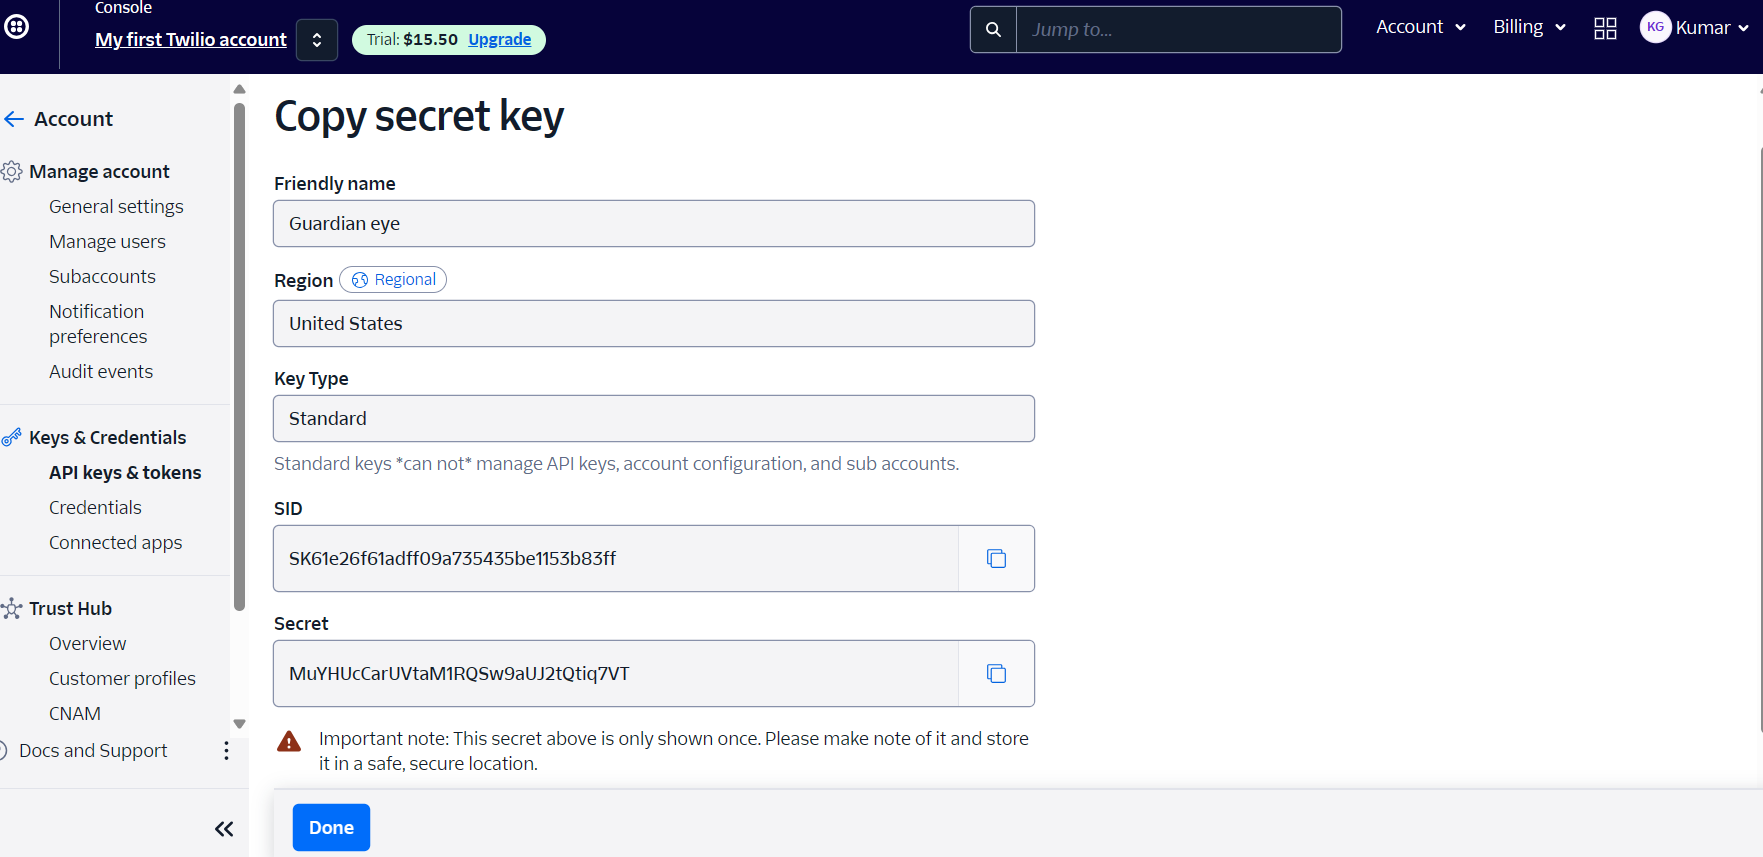 Console
My first Twilio account
Trial: $15.50 Upgrade
Jump to...
Account
Billing
KG Kumar
Account
Manage account
General settings
Manage users
Subaccounts
Notification
preferences
Audit events
Keys & Credentials
API keys & tokens
Credentials
Connected apps
Trust Hub
Overview
Customer profiles
CNAM
Docs and Support
Copy secret key
Friendly name
Guardian eye
Region Regional
United States
Key Type
Standard
Standard keys *can not* manage API keys, account configuration, and sub accounts.
SID
SK61e26f61adff09a735435be1153b83ff
Secret
MuYHUcCarUVtaM1RQSw9aUJ2tQtiq7VT
Important note: This secret above is only shown once. Please make note of it and store
it in a safe, secure location.
Done